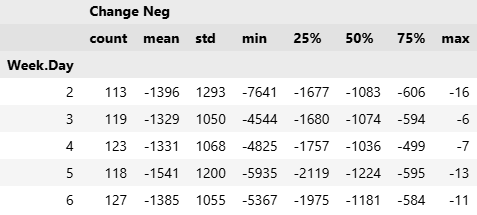 Change Neg
count mean std min 25% 50% 75% max
Week.Day
2 113 -1396 1293 -7641 -1677 -1083 -606 -16
3 119 -1329 1050 -4544 -1680 -1074 -594 -6
4 123 -1331 1068 -4825 -1757 -1036 -499 -7
5 118 -1541 1200 -5935 -2119 -1224 -595 -13
6 127 -1385 1055 -5367 -1975 -1181 -584 -11